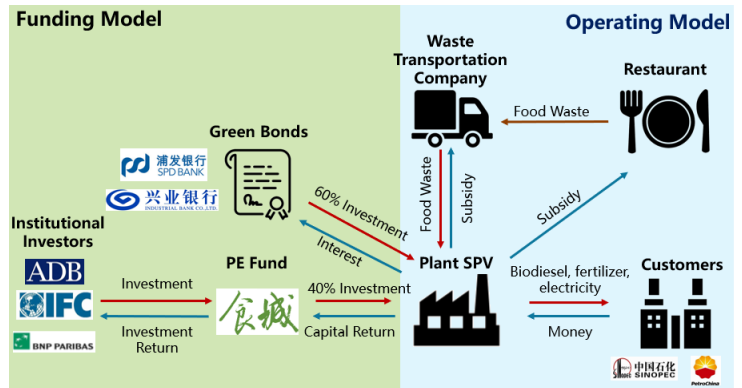 Funding Model
Operating Model
Waste
Transportation
Company
Restaurant
Food Waste
Green Bonds
浦发银行
SPD BANK
兴业银行
INDUSTRIAL BANK CO.,LTD.
60% Investment
Interest
Food Waste
Subsidy
Subsidy
Institutional
Investors
ADB
IFC
BNP PARIBAS
Investment
Investment
Return
PE Fund
食城
40% Investment
Capital Return
Plant SPV
Biodiesel, fertilizer,
electricity
Money
Customers
中国石化
SINOPEC
PetroChina